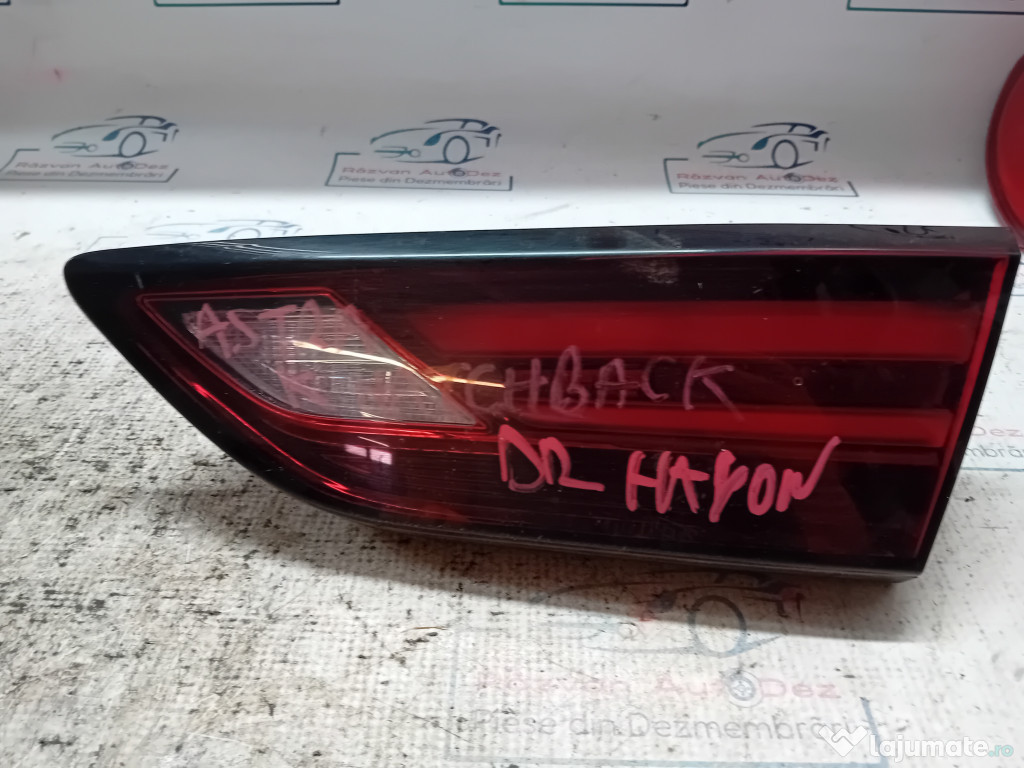 Răzvan AutoDez
Piese din Dezmembrări
Răzvan AutoDez
Piese din Dezmembrări
Răzvan AutoDez
Piese din Dezmembrări
CHBACK
DR HAYON
Răzvan AutoDez
Piese din Dezmembrări
lajumate.ro